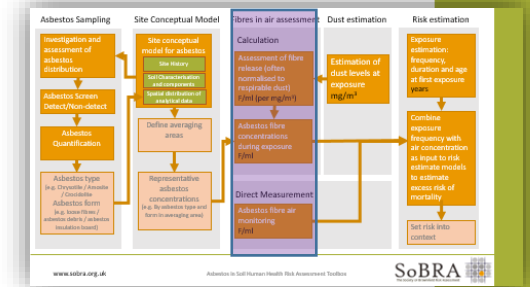 Asbestos Sampling
Investigation and
assessment of
asbestos
distribution
Asbestos Screen
Detect/Non-detect
Asbestos
Quantification
Asbestos type
(e.g. Chrysotile / Amosite /
Crocidolite
Asbestos form
(e.g. loose fibres /
asbestos debris / asbestos
insulation board)
Site Conceptual Model
Site conceptual
model for asbestos
Site History
Soil Characterisation
and components
Spatial distribution of
analytical data
Define averaging
areas
Representative
asbestos
concentrations
(e.g. By asbestos type and
form in averaging area)
Fibres in air assessment
Calculation
Assessment of fibre
release (often
normalised to
respirable dust)
F/ml (per mg/m³)
Asbestos fibre
concentrations
during exposure
F/ml
Direct Measurement
Asbestos fibre air
monitoring
F/ml
Dust estimation
Estimation of
dust levels at
exposure
mg/m³
Risk estimation
Exposure
estimation:
frequency,
duration and age
at first exposure
years
Combine
exposure
frequency with
air concentration
as input to risk
estimate models
to estimate
excess risk of
mortality
Set risk into
context
www.sobra.org.uk
Asbestos in Soil Human Health Risk Assessment Toolbox
SoBRA